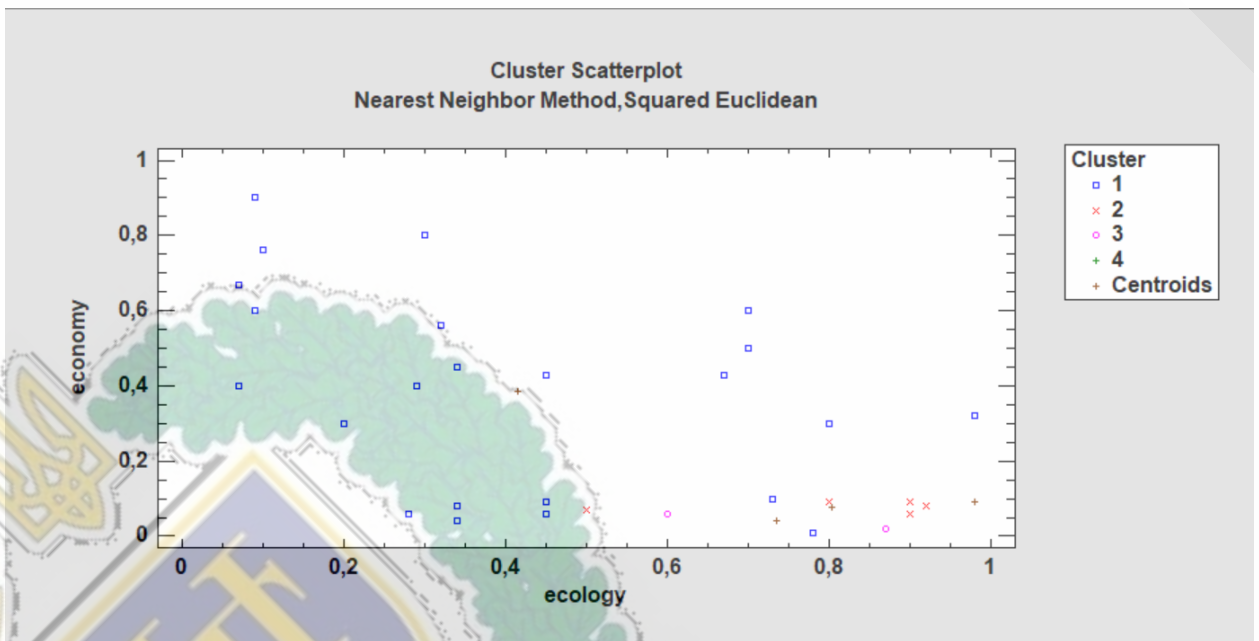 Cluster Scatterplot
Nearest Neighbor Method,Squared Euclidean
economy
1
0,8
0,6
0,4
0,2
0
0
0,2
0,4
0,6
0,8
1
ecology
Cluster
1
2
3
4
Centroids